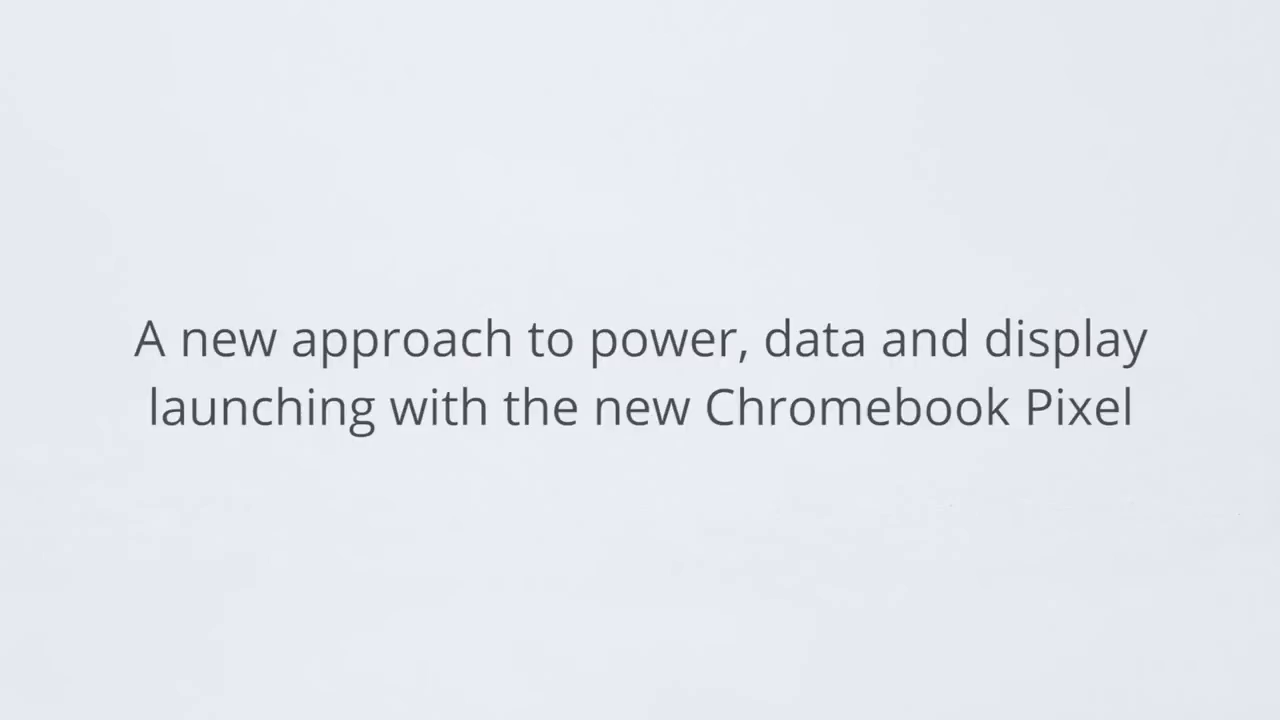 A new approach to power, data and display
launching with the new Chromebook Pixel